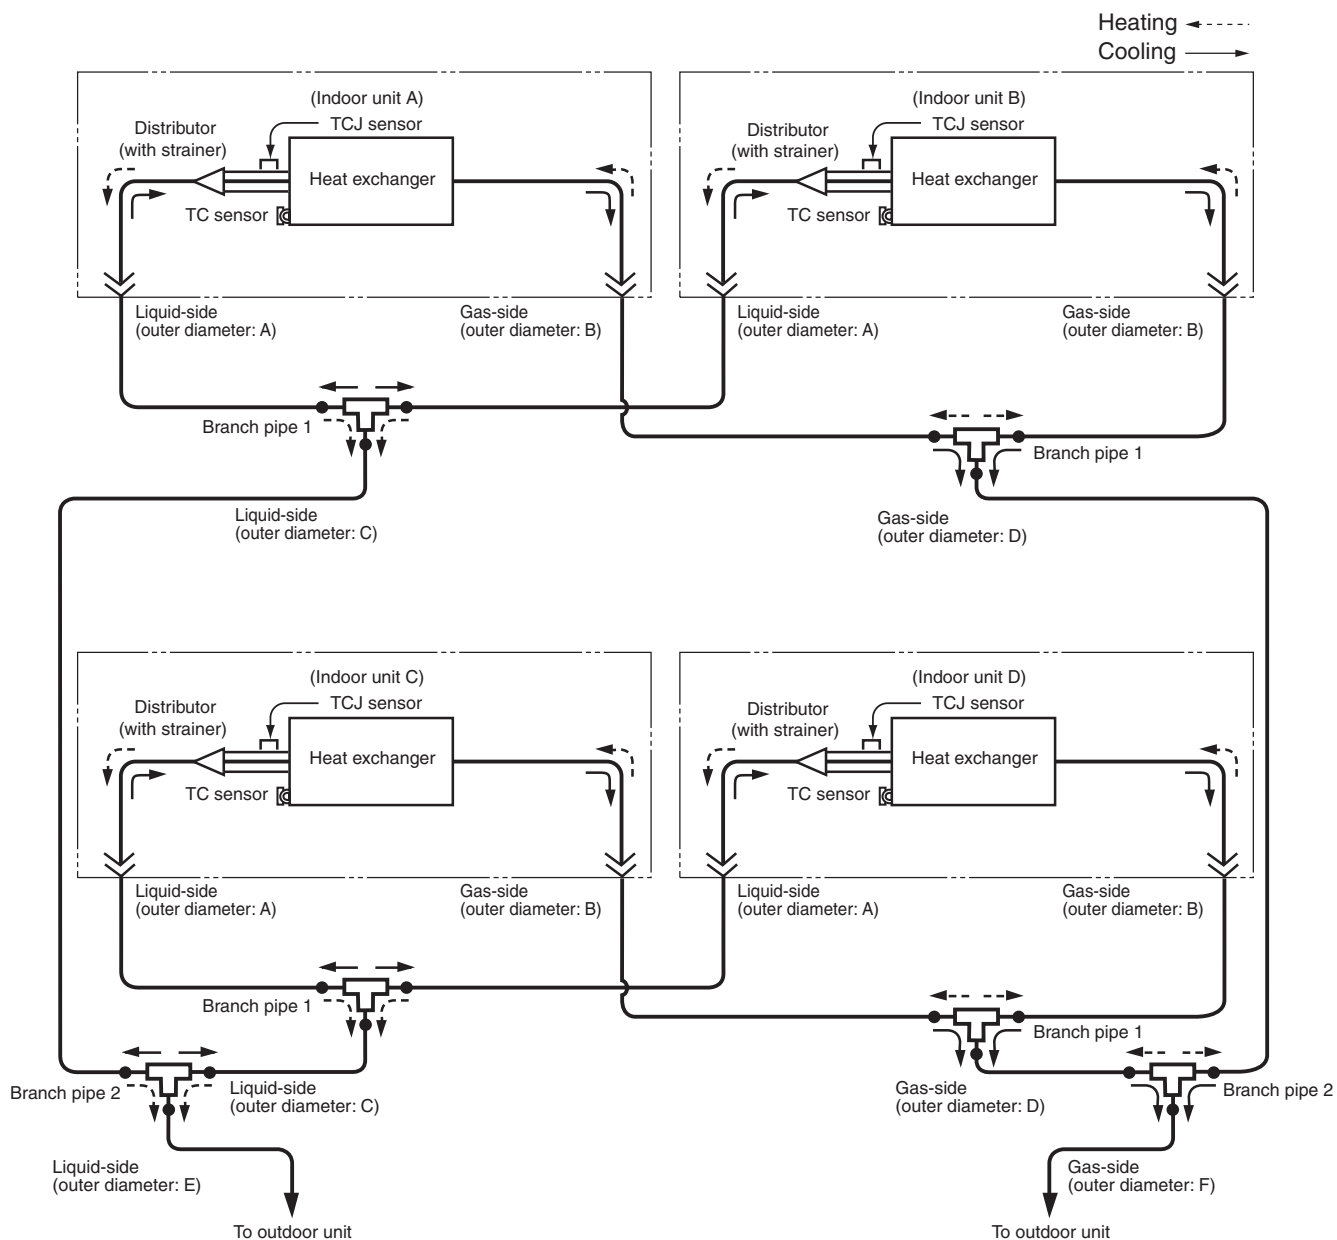 Heating
Cooling
(Indoor unit A)
TCJ sensor
Distributor
(with strainer)
Heat exchanger
TC sensor
Liquid-side
(outer diameter: A)
Gas-side
(outer diameter: B)
(Indoor unit B)
TCJ sensor
Distributor
(with strainer)
Heat exchanger
TC sensor
Liquid-side
(outer diameter: A)
Gas-side
(outer diameter: B)
Branch pipe 1
Branch pipe 1
Liquid-side
(outer diameter: C)
Gas-side
(outer diameter: D)
(Indoor unit C)
TCJ sensor
Distributor
(with strainer)
Heat exchanger
TC sensor
Liquid-side
(outer diameter: A)
Gas-side
(outer diameter: B)
(Indoor unit D)
TCJ sensor
Distributor
(with strainer)
Heat exchanger
TC sensor
Liquid-side
(outer diameter: A)
Gas-side
(outer diameter: B)
Branch pipe 1
Branch pipe 1
Branch pipe 2
Liquid-side
(outer diameter: C)
Gas-side
(outer diameter: D)
Branch pipe 2
Liquid-side
(outer diameter: E)
Gas-side
(outer diameter: F)
To outdoor unit
To outdoor unit